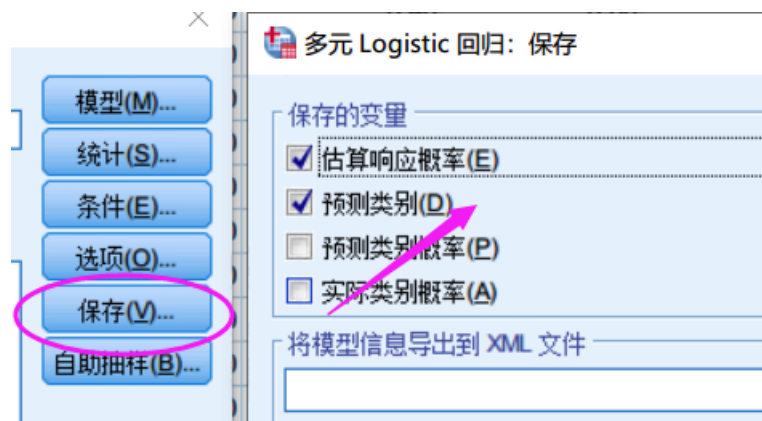 模型(M)...
统计(S)...
条件(E)...
选项(O)...
保存(V)...
自助抽样(B)...
多元 Logistic 回归：保存
保存的变量
估算响应概率(E)
预测类别(D)
预测类别概率(P)
实际类别概率(A)
将模型信息导出到 XML 文件